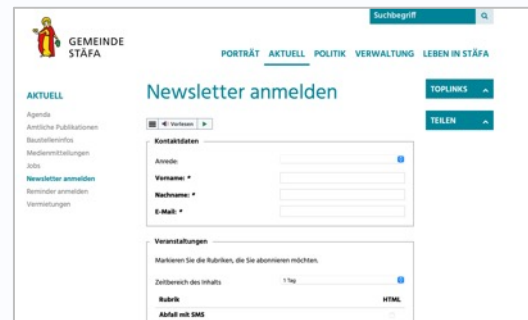 Suchbegriff
GEMEINDE
STÄFA
PORTRÄT AKTUELL POLITIK VERWALTUNG LEBEN IN STÄFA
AKTUELL
Agenda
Amtliche Publikationen
Baustelleninfos
Medienmitteilungen
Jobs
Newsletter anmelden
Reminder anmelden
Vermietungen
Newsletter anmelden
Vorlesen
Kontaktdaten
Anrede:
Vorname: *
Nachname: *
E-Mail: *
Veranstaltungen
Markieren Sie die Rubriken, die Sie abonnieren möchten.
Zeitbereich des Inhalts 1 Tag
Rubrik HTML
Abfall mit SMS
TOPLINKS
TEILEN